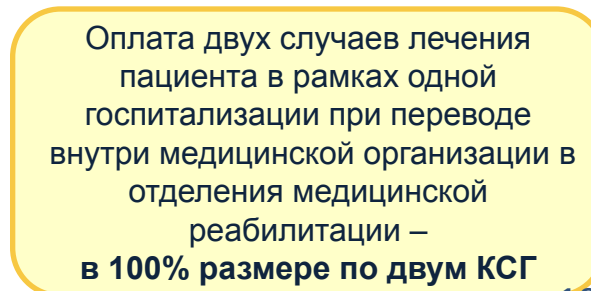 Оплата двух случаев лечения
пациента в рамках одной
госпитализации при переводе
внутри медицинской организации в
отделения медицинской
реабилитации –
в 100% размере по двум КСГ